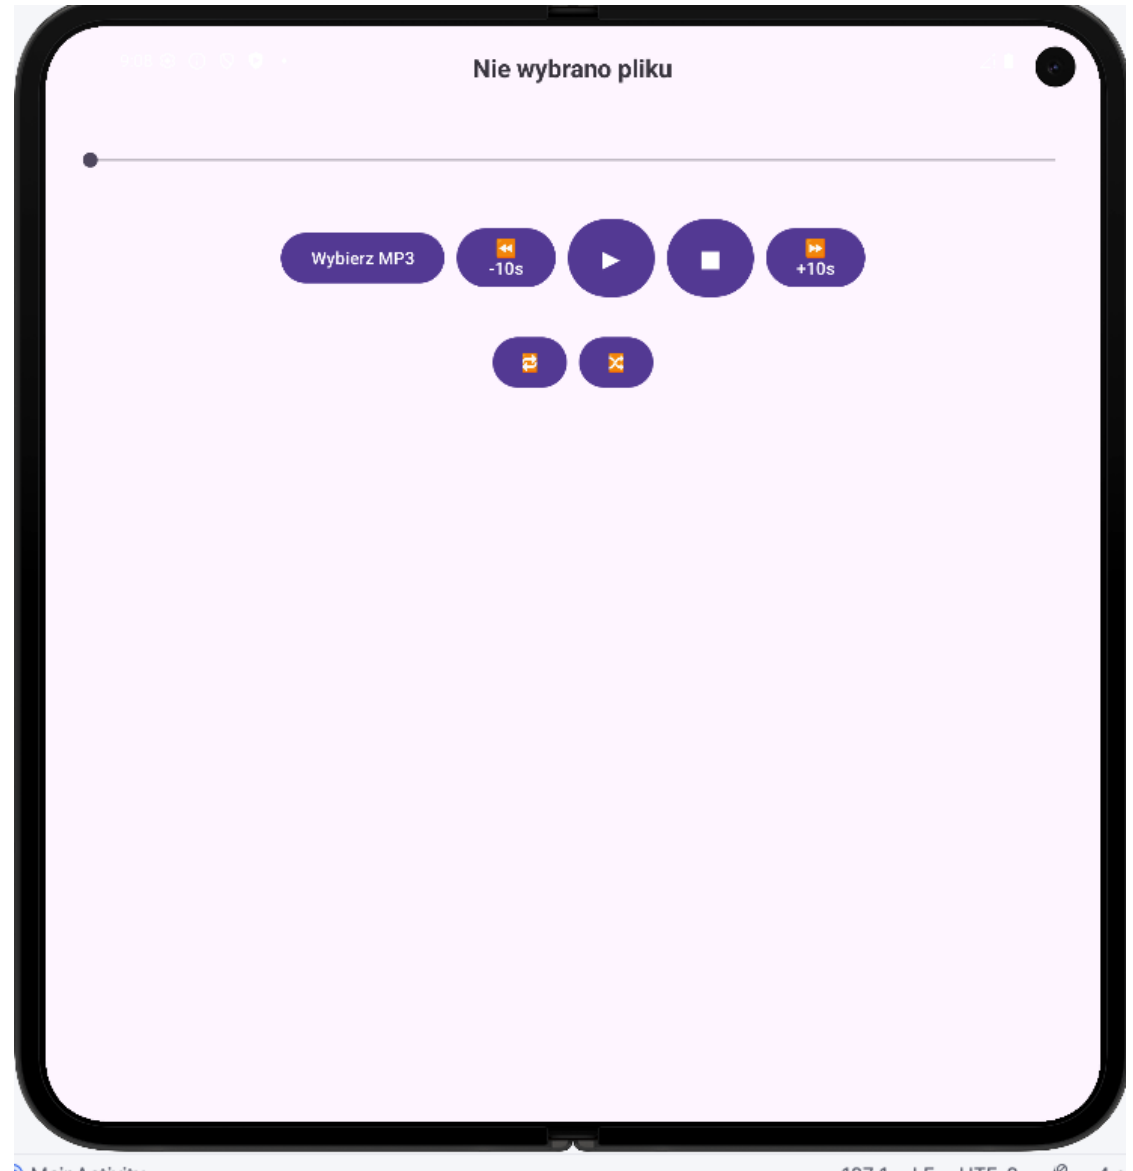 Nie wybrano pliku
Wybierz MP3
⏪
-10s
▶
■
⏩
+10s
🔁 🔀